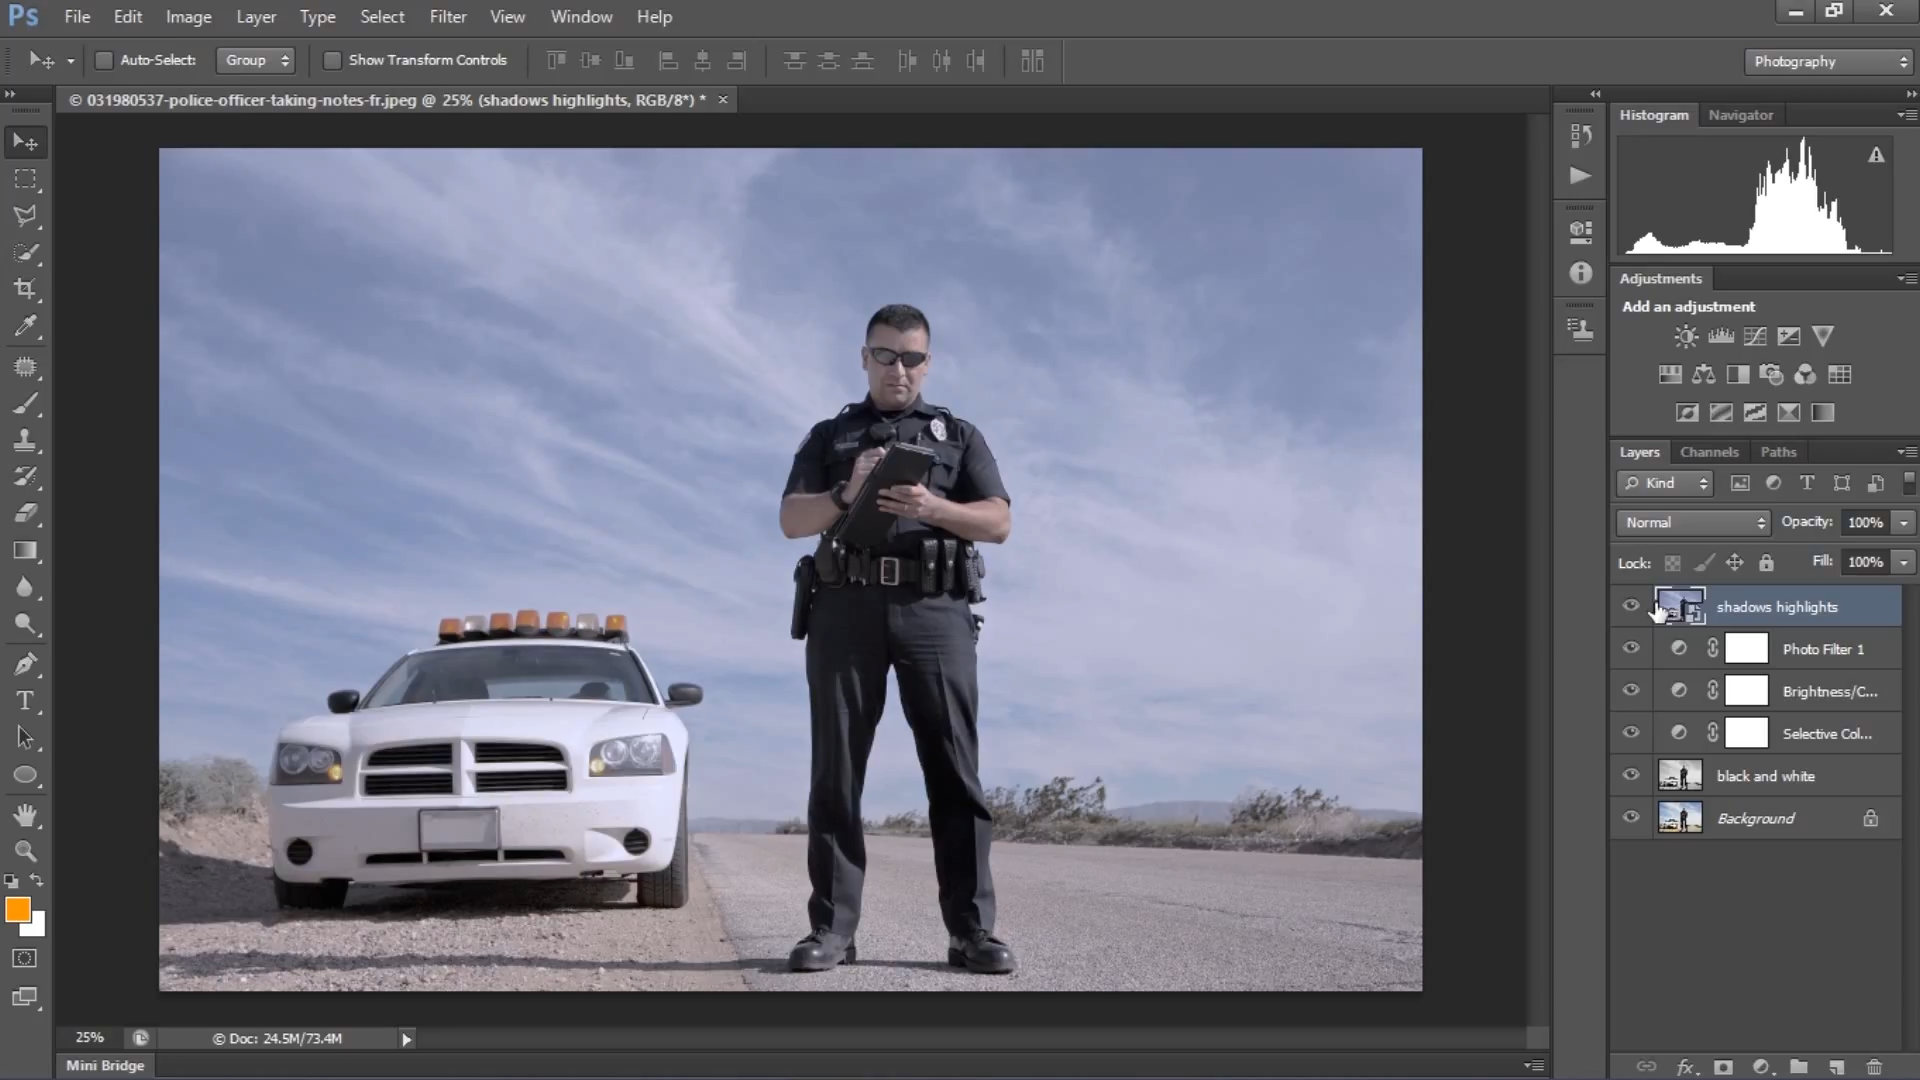 Ps File Edit Image Layer Type Select Filter View Window Help
Auto-Select: Group Show Transform Controls Photography
© 031980537-police-officer-taking-notes-fr.jpeg @ 25% (shadows highlights, RGB/8*) * ×
Histogram Navigator
Adjustments
Add an adjustment
Layers Channels Paths
Kind
Normal Opacity: 100%
Lock: Fill: 100%
shadows highlights
Photo Filter 1
Brightness/C...
Selective Col...
black and white
Background
25% © Doc: 24.5M/73.4M
Mini Bridge